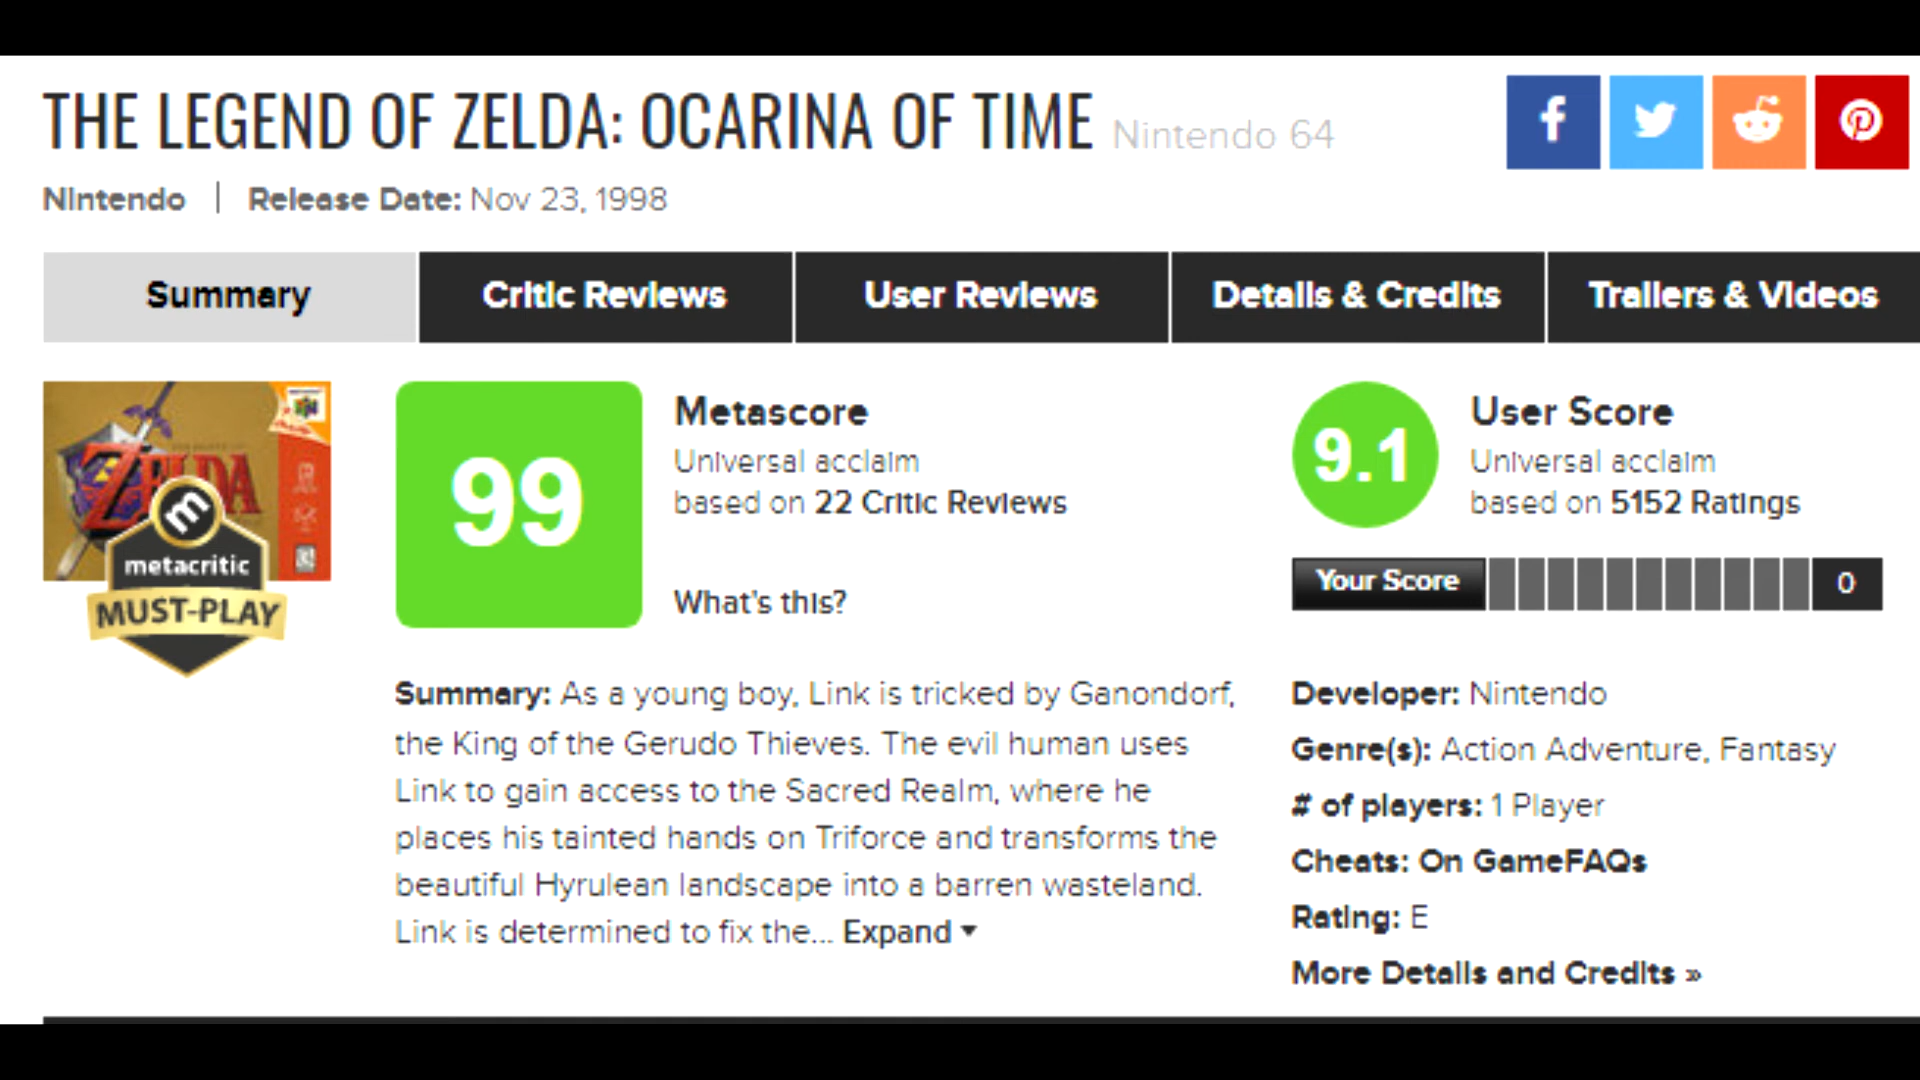 THE LEGEND OF ZELDA: OCARINA OF TIME Nintendo 64
Nintendo | Release Date: Nov 23, 1998
Summary Critic Reviews User Reviews Details & Credits Trailers & Videos
ZELDA
metacritic
MUST-PLAY
99
Metascore
Universal acclaim
based on 22 Critic Reviews
What's this?
9.1
User Score
Universal acclaim
based on 5152 Ratings
Your Score 0
Summary: As a young boy, Link is tricked by Ganondorf,
the King of the Gerudo Thieves. The evil human uses
Link to gain access to the Sacred Realm, where he
places his tainted hands on Triforce and transforms the
beautiful Hyrulean landscape into a barren wasteland.
Link is determined to fix the... Expand
Developer: Nintendo
Genre(s): Action Adventure, Fantasy
# of players: 1 Player
Cheats: On GameFAQs
Rating: E
More Details and Credits »